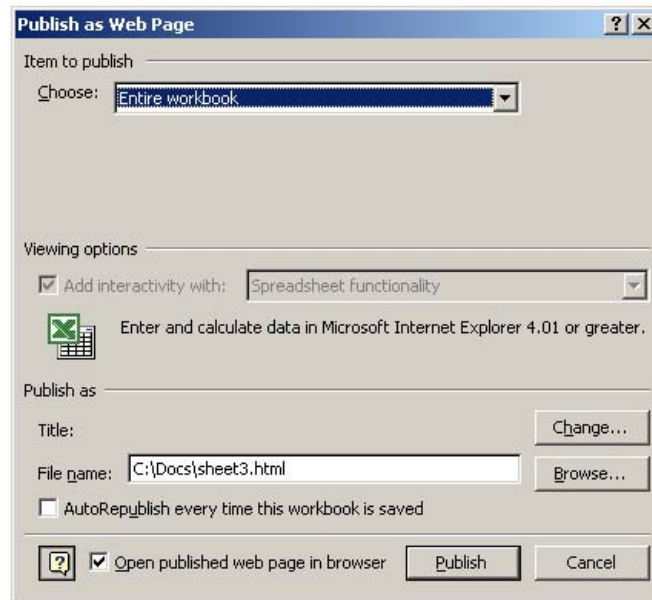 Publish as Web Page
Item to publish
Choose: Entire workbook
Viewing options
Add interactivity with: Spreadsheet functionality
Enter and calculate data in Microsoft Internet Explorer 4.01 or greater.
Publish as
Title: Change...
File name: C:\Docs\sheet3.html Browse...
AutoRepublish every time this workbook is saved
Open published web page in browser Publish Cancel